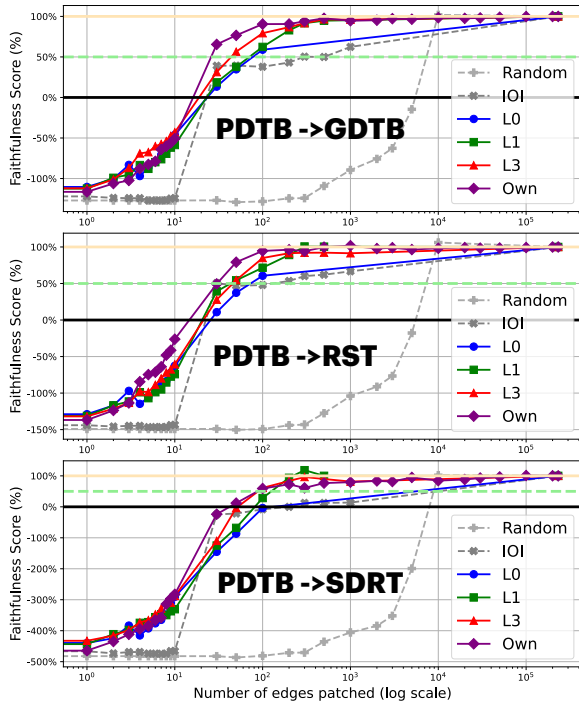 Faithfulness Score (%)
100%
50%
0%
-50%
-100%
PDTB ->GDTB
Random
IOI
L0
L1
L3
Own
10^0
10^1
10^2
10^3
10^4
10^5
Faithfulness Score (%)
100%
50%
0%
-50%
-100%
-150%
PDTB ->RST
Random
IOI
L0
L1
L3
Own
10^0
10^1
10^2
10^3
10^4
10^5
Faithfulness Score (%)
100%
0%
-100%
-200%
-300%
-400%
-500%
PDTB ->SDRT
Random
IOI
L0
L1
L3
Own
10^0
10^1
10^2
10^3
10^4
10^5
Number of edges patched (log scale)